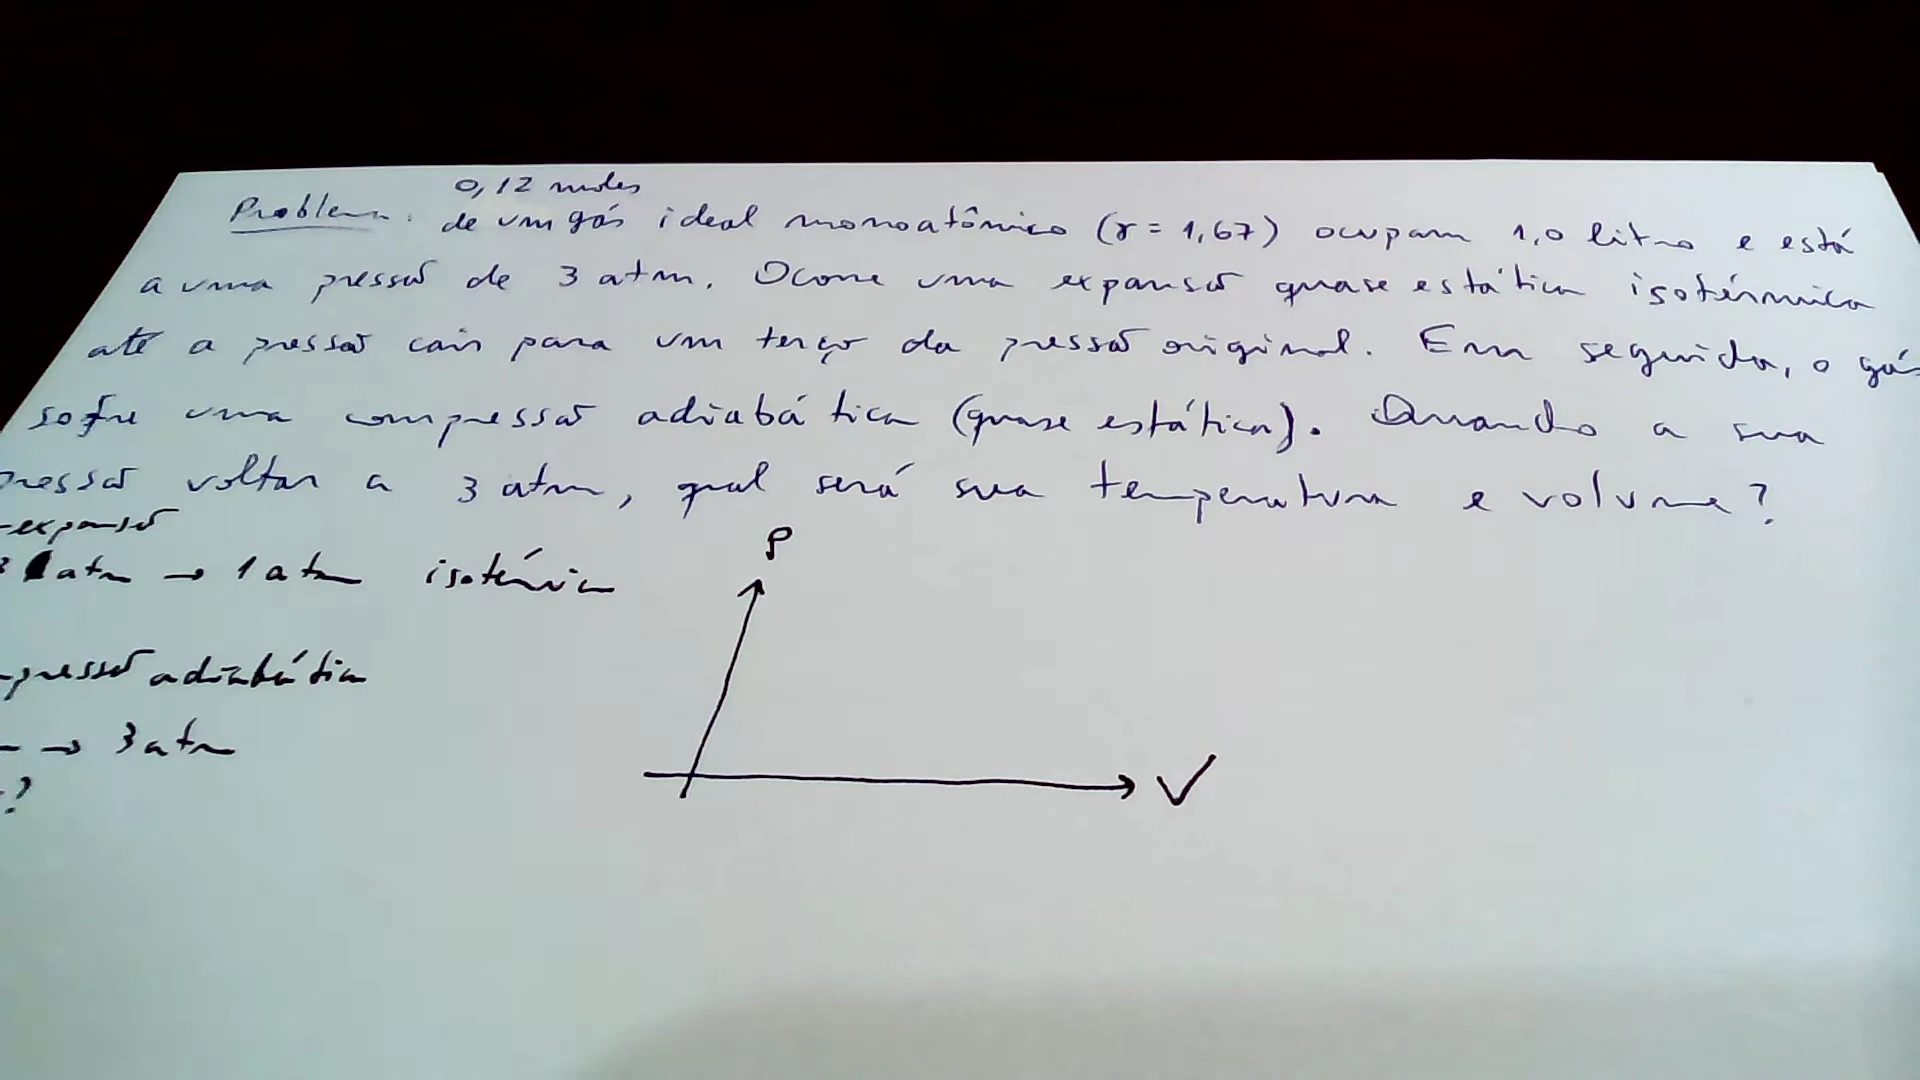 0,12 moles
Problema: de um gás ideal monoatômico (γ = 1,67) ocupam 1,0 litro e está
a uma pressão de 3 atm. Ocorre uma expansão quase estática isotérmica
até a pressão cair para um terço da pressão original. Em seguida, o gás
sofre uma compressão adiabática (quase estática). Quando a sua
pressão voltar a 3 atm, qual será sua temperatura e volume?
expansão
3 atm → 1 atm isotérmica
pressão adiabática
→ 3 atm
?
P
V